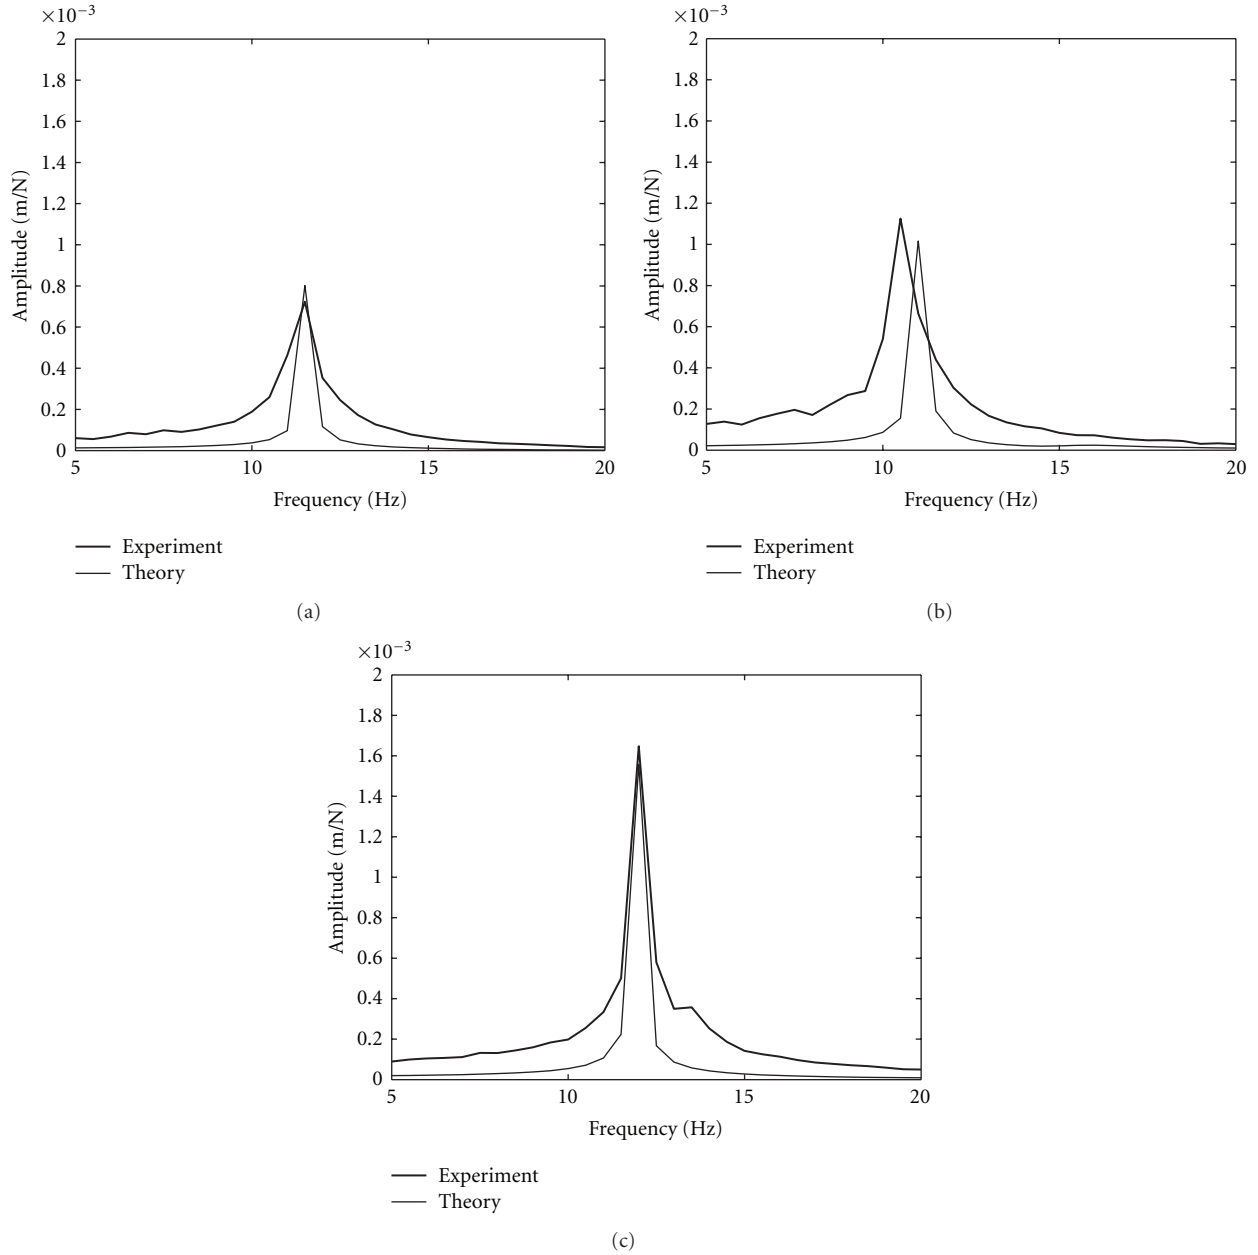 ×10⁻³
2
1.8
1.6
1.4
1.2
1
0.8
0.6
0.4
0.2
0
5 10 15 20
Amplitude (m/N)
Frequency (Hz)
Experiment
Theory
(a)
×10⁻³
2
1.8
1.6
1.4
1.2
1
0.8
0.6
0.4
0.2
0
5 10 15 20
Amplitude (m/N)
Frequency (Hz)
Experiment
Theory
(b)
×10⁻³
2
1.8
1.6
1.4
1.2
1
0.8
0.6
0.4
0.2
0
5 10 15 20
Amplitude (m/N)
Frequency (Hz)
Experiment
Theory
(c)